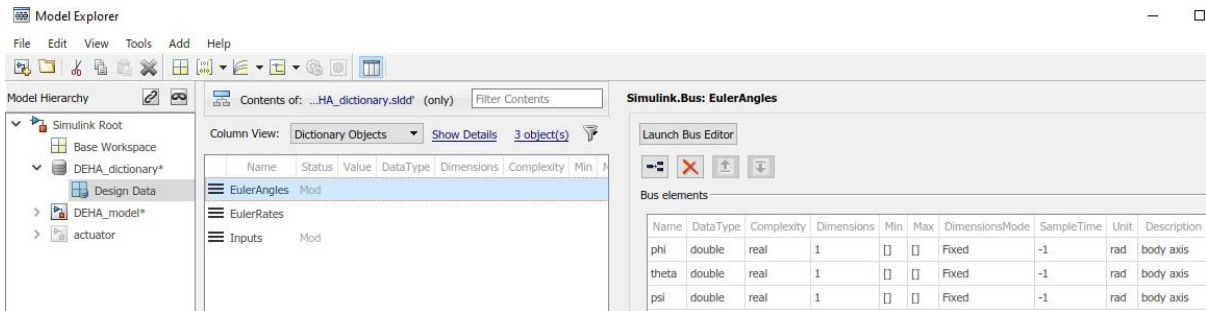 Model Explorer
File Edit View Tools Add Help
Model Hierarchy
Simulink Root
Base Workspace
DEHA_dictionary*
Design Data
DEHA_model*
actuator
Contents of: ...HA_dictionary.sldd' (only) Filter Contents
Column View: Dictionary Objects Show Details 3 object(s)
Name Status Value DataType Dimensions Complexity Min
EulerAngles Mod
EulerRates
Inputs Mod
Simulink.Bus: EulerAngles
Launch Bus Editor
Bus elements
Name DataType Complexity Dimensions Min Max DimensionsMode SampleTime Unit Description
phi double real 1 [] [] Fixed -1 rad body axis
theta double real 1 [] [] Fixed -1 rad body axis
psi double real 1 [] [] Fixed -1 rad body axis